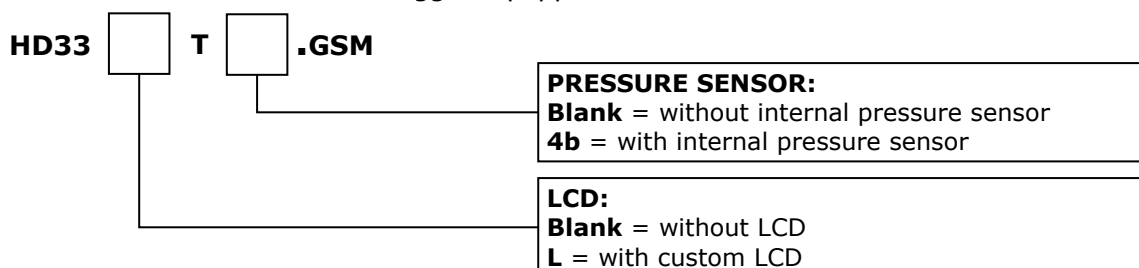 HD33 T .GSM
PRESSURE SENSOR:
Blank = without internal pressure sensor
4b = with internal pressure sensor
LCD:
Blank = without LCD
L = with custom LCD